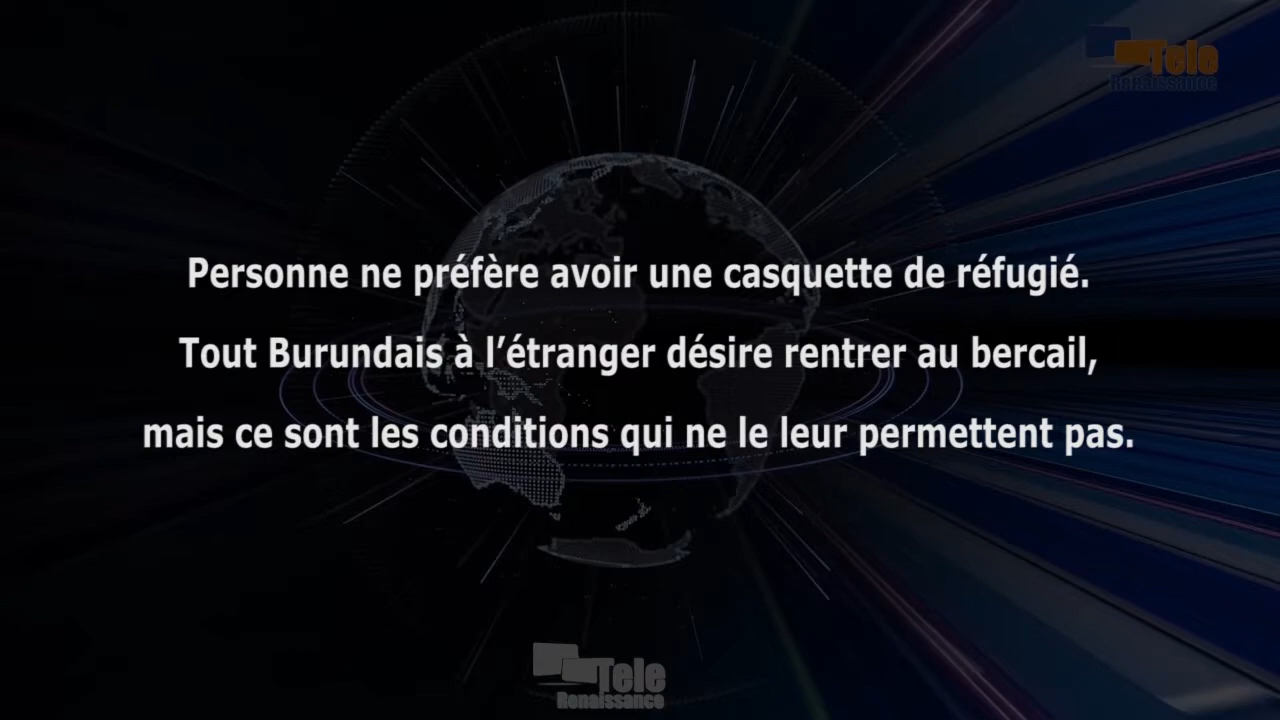 Tele
Renaissance
Personne ne préfère avoir une casquette de réfugié.
Tout Burundais à l’étranger désire rentrer au bercail,
mais ce sont les conditions qui ne le leur permettent pas.
Tele
Renaissance